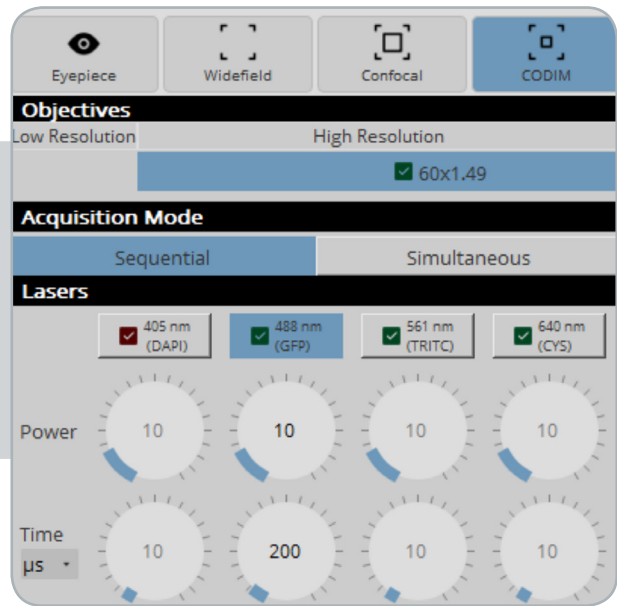 Eyepiece
Widefield
Confocal
CODIM
Objectives
Low Resolution
High Resolution
60x1.49
Acquisition Mode
Sequential
Simultaneous
Lasers
405 nm
(DAPI)
488 nm
(GFP)
561 nm
(TRITC)
640 nm
(CY5)
Power
10
10
10
10
Time
µs
10
200
10
10